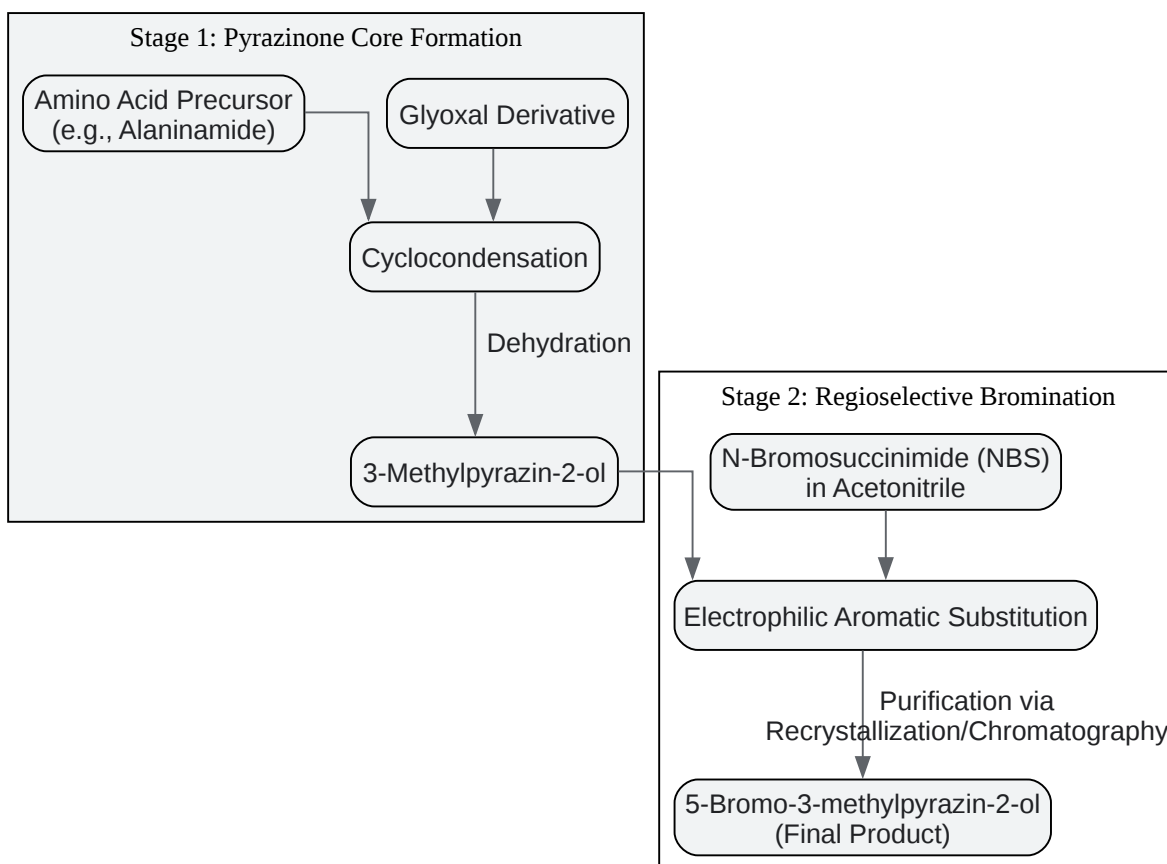 Stage 1: Pyrazinone Core Formation
Amino Acid Precursor
(e.g., Alaninamide)
Glyoxal Derivative
Cyclocondensation
Dehydration
3-Methylpyrazin-2-ol
Stage 2: Regioselective Bromination
N-Bromosuccinimide (NBS)
in Acetonitrile
Electrophilic Aromatic Substitution
Purification via
Recrystallization/Chromatography
5-Bromo-3-methylpyrazin-2-ol
(Final Product)